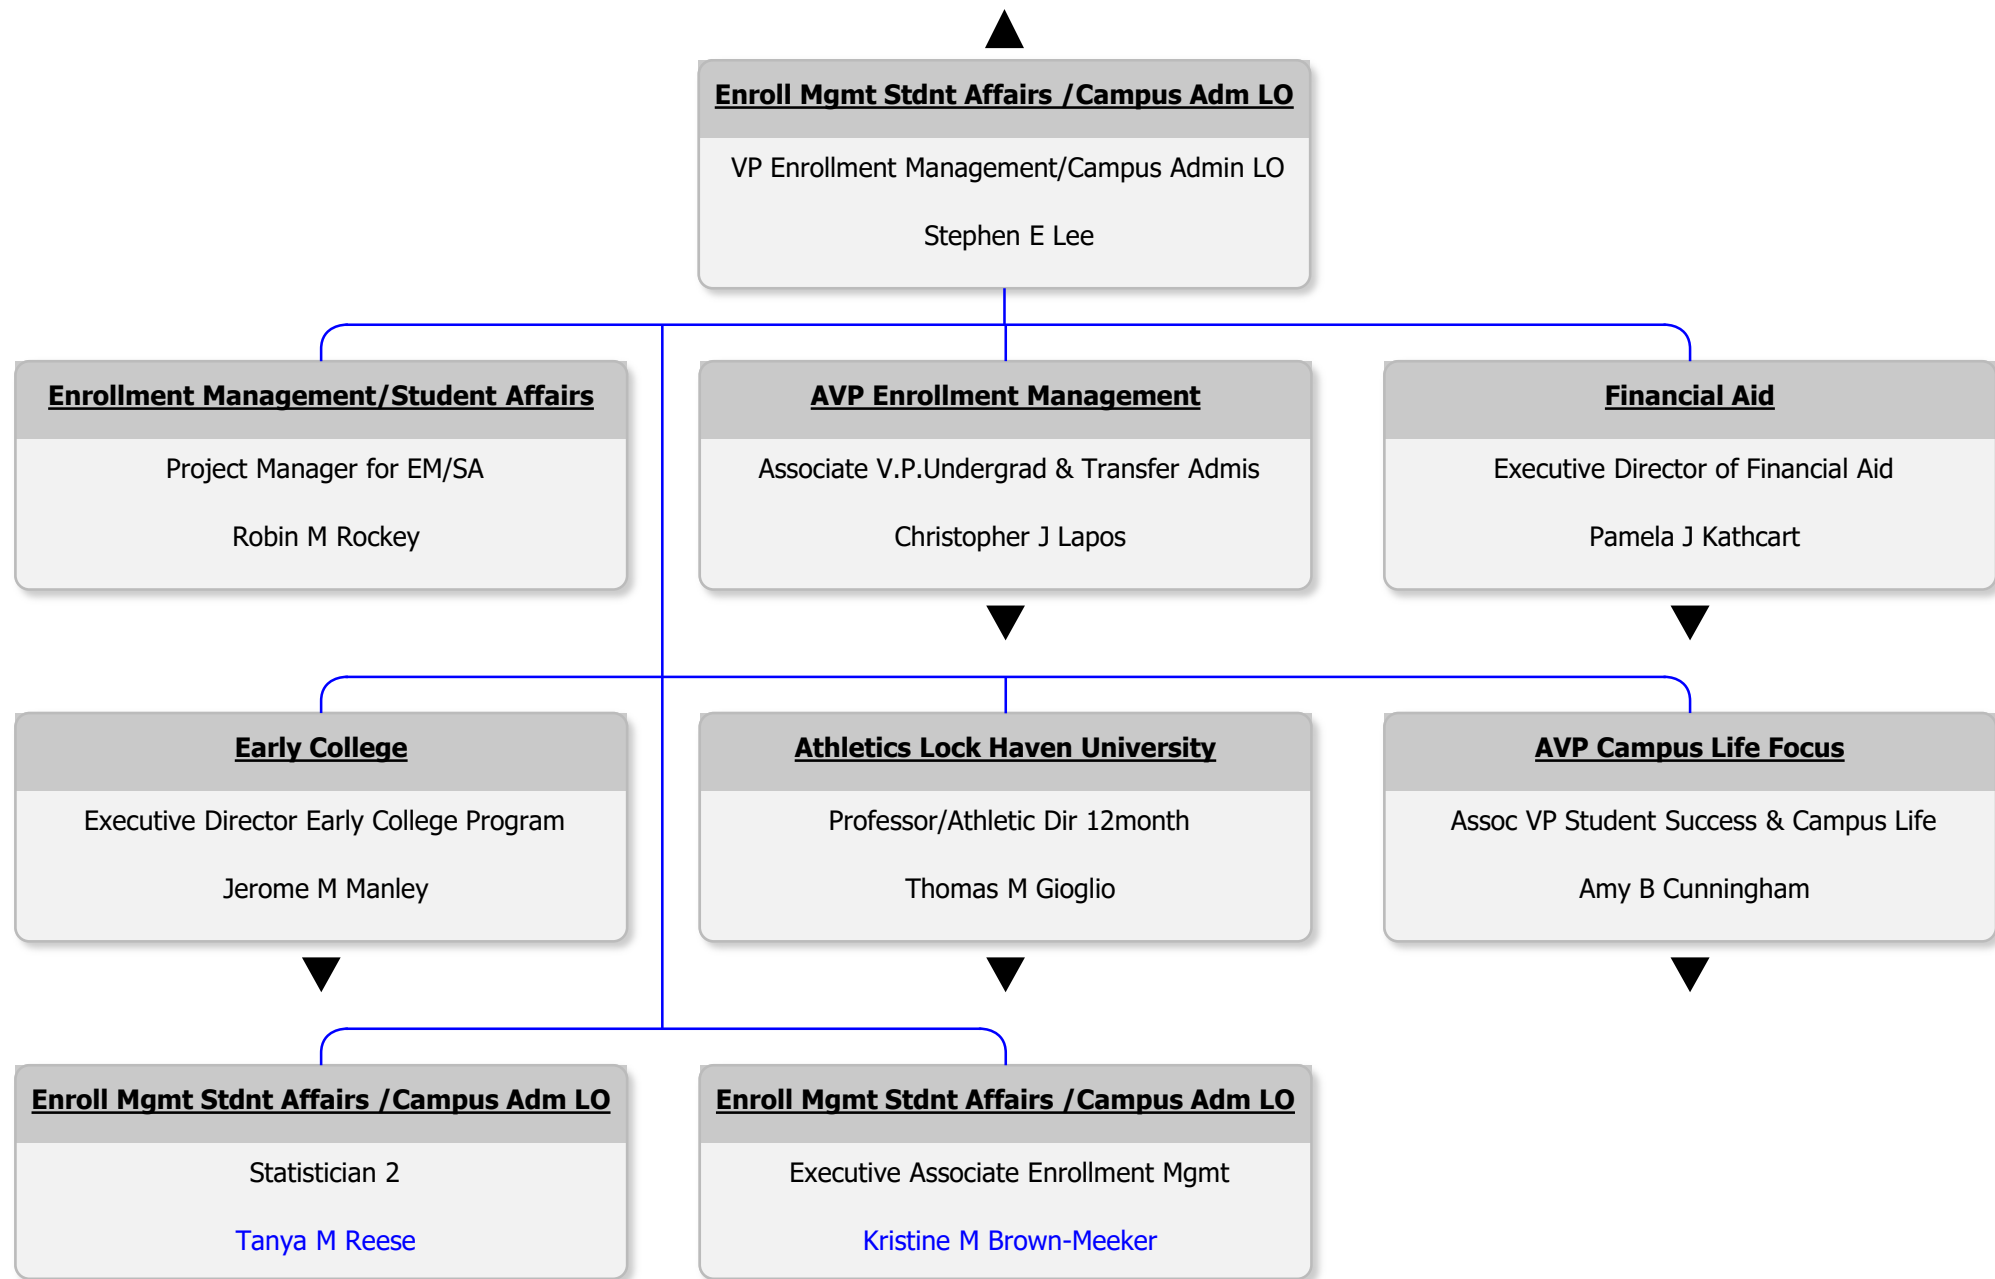 Enroll Mgmt Stdnt Affairs /Campus Adm LO
VP Enrollment Management/Campus Admin LO
Stephen E Lee
Enrollment Management/Student Affairs
Project Manager for EM/SA
Robin M Rockey
AVP Enrollment Management
Associate V.P.Undergrad & Transfer Admis
Christopher J Lapos
Financial Aid
Executive Director of Financial Aid
Pamela J Kathcart
Early College
Executive Director Early College Program
Jerome M Manley
Athletics Lock Haven University
Professor/Athletic Dir 12month
Thomas M Gioglio
AVP Campus Life Focus
Assoc VP Student Success & Campus Life
Amy B Cunningham
Enroll Mgmt Stdnt Affairs /Campus Adm LO
Statistician 2
Tanya M Reese
Enroll Mgmt Stdnt Affairs /Campus Adm LO
Executive Associate Enrollment Mgmt
Kristine M Brown-Meeker